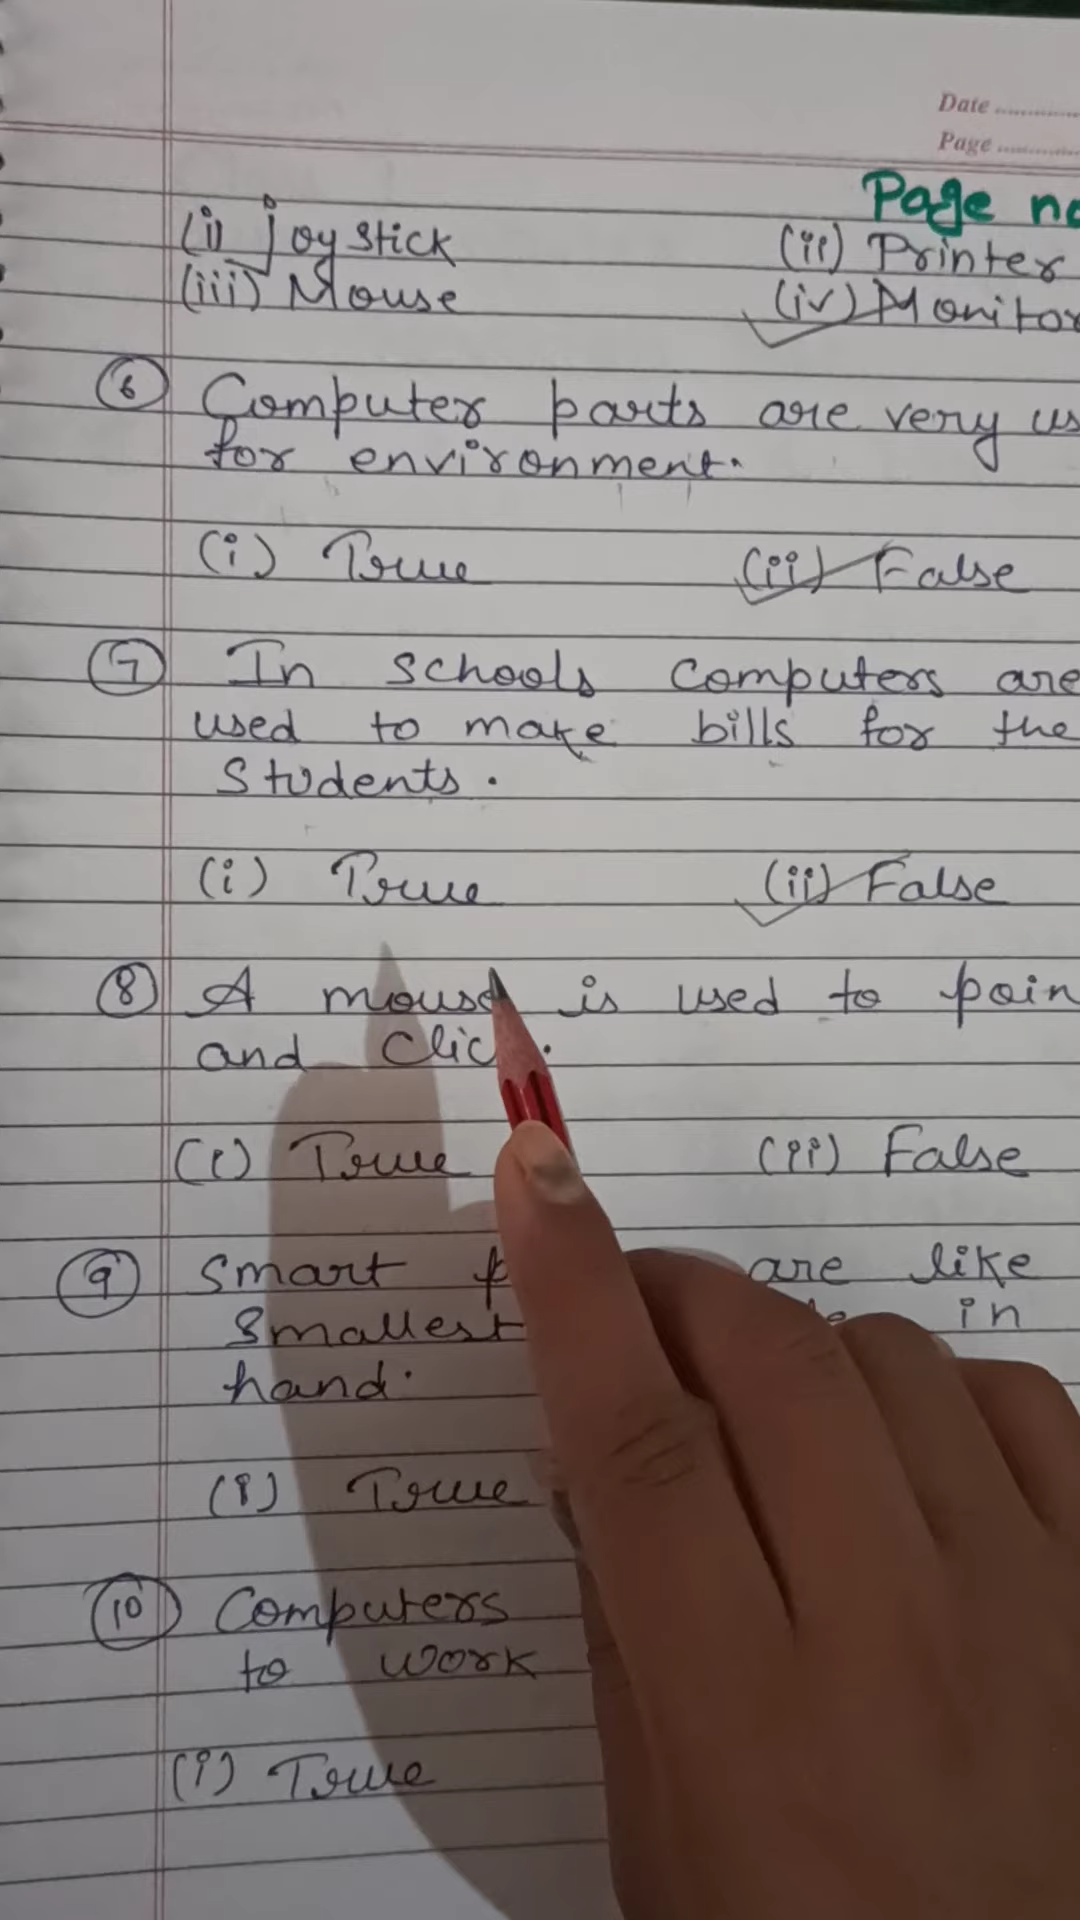 Date
Page
Page no
(i) Joy stick (ii) Printer
(iii) Mouse (iv) Monitor
6 Computer parts are very us
for environment.
(i) True (ii) False
7 In schools computers are
used to make bills for the
Students.
(i) True (ii) False
8 A mouse is used to poin
and Clic
(i) True (ii) False
9 Smart are like
Smallest in
hand.
(i) True
10 Computers
to work
(i) True